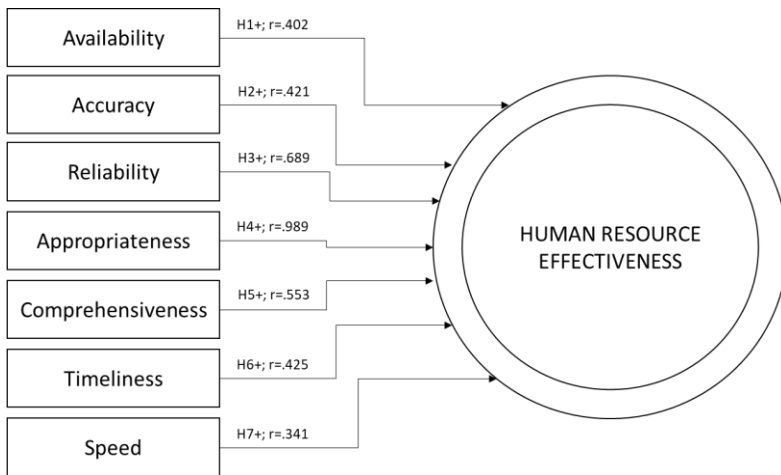 Availability
H1+; r=.402
Accuracy
H2+; r=.421
Reliability
H3+; r=.689
Appropriateness
H4+; r=.989
Comprehensiveness
H5+; r=.553
Timeliness
H6+; r=.425
Speed
H7+; r=.341
HUMAN RESOURCE
EFFECTIVENESS